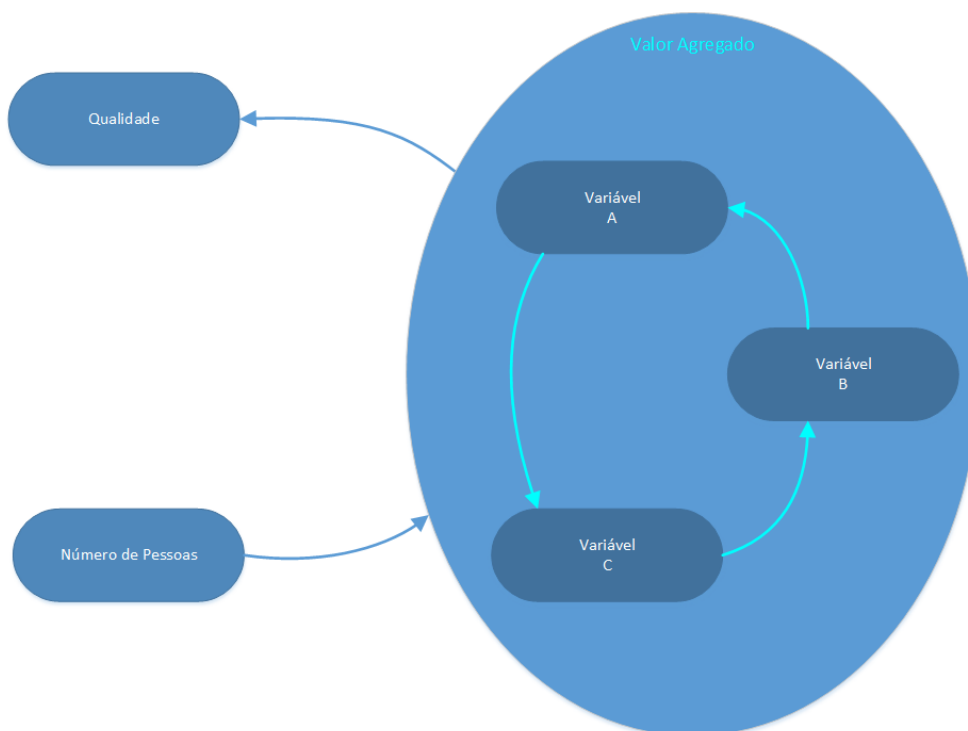 Valor Agregado
Qualidade
Variável
A
Variável
B
Número de Pessoas
Variável
C